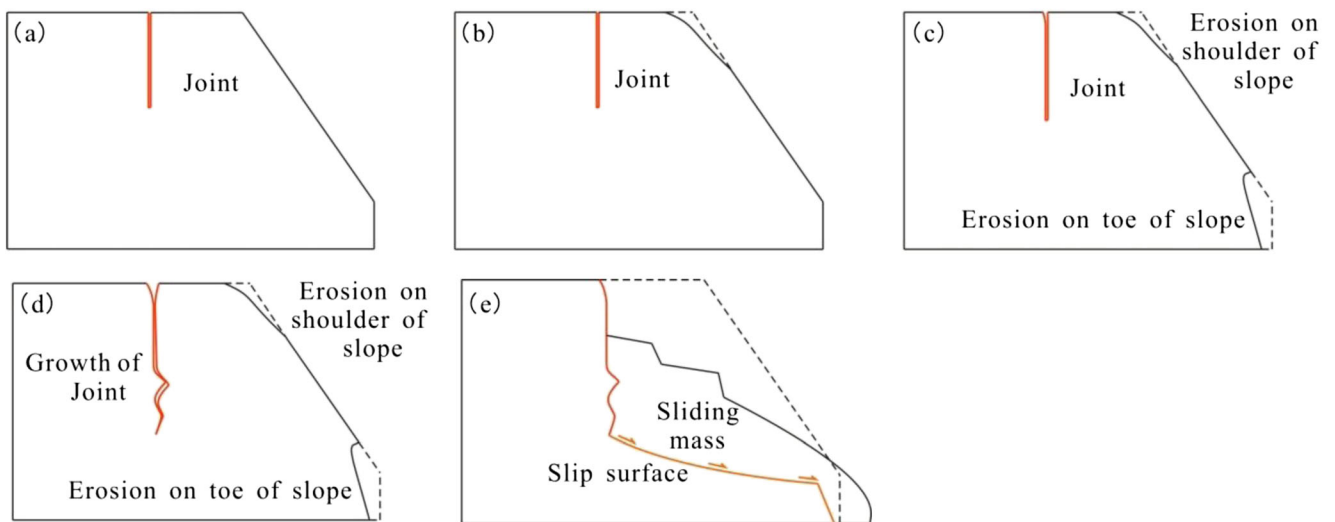 (a)
Joint
(b)
Joint
(c)
Erosion on
shoulder of
slope
Joint
Erosion on toe of slope
(d)
Erosion on
shoulder of
slope
Growth of
Joint
Erosion on toe of slope
(e)
Sliding
mass
Slip surface